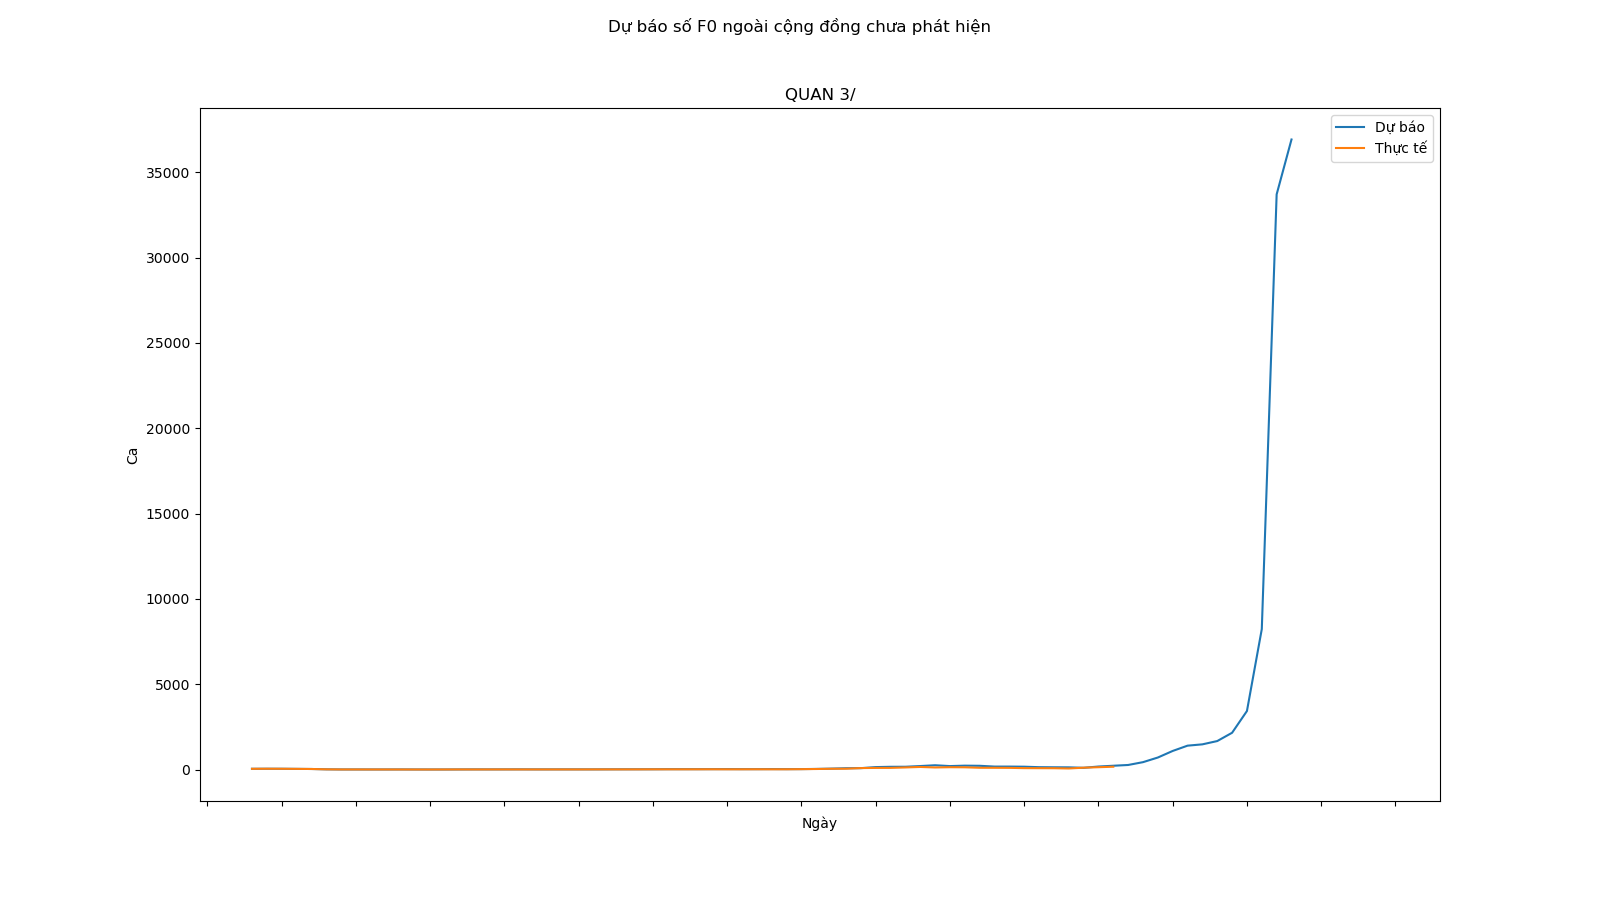 Dự báo số F0 ngoài cộng đồng chưa phát hiện
QUAN 3/
Dự báo
Thực tế
35000
30000
25000
20000
15000
10000
5000
0
Ca
Ngày